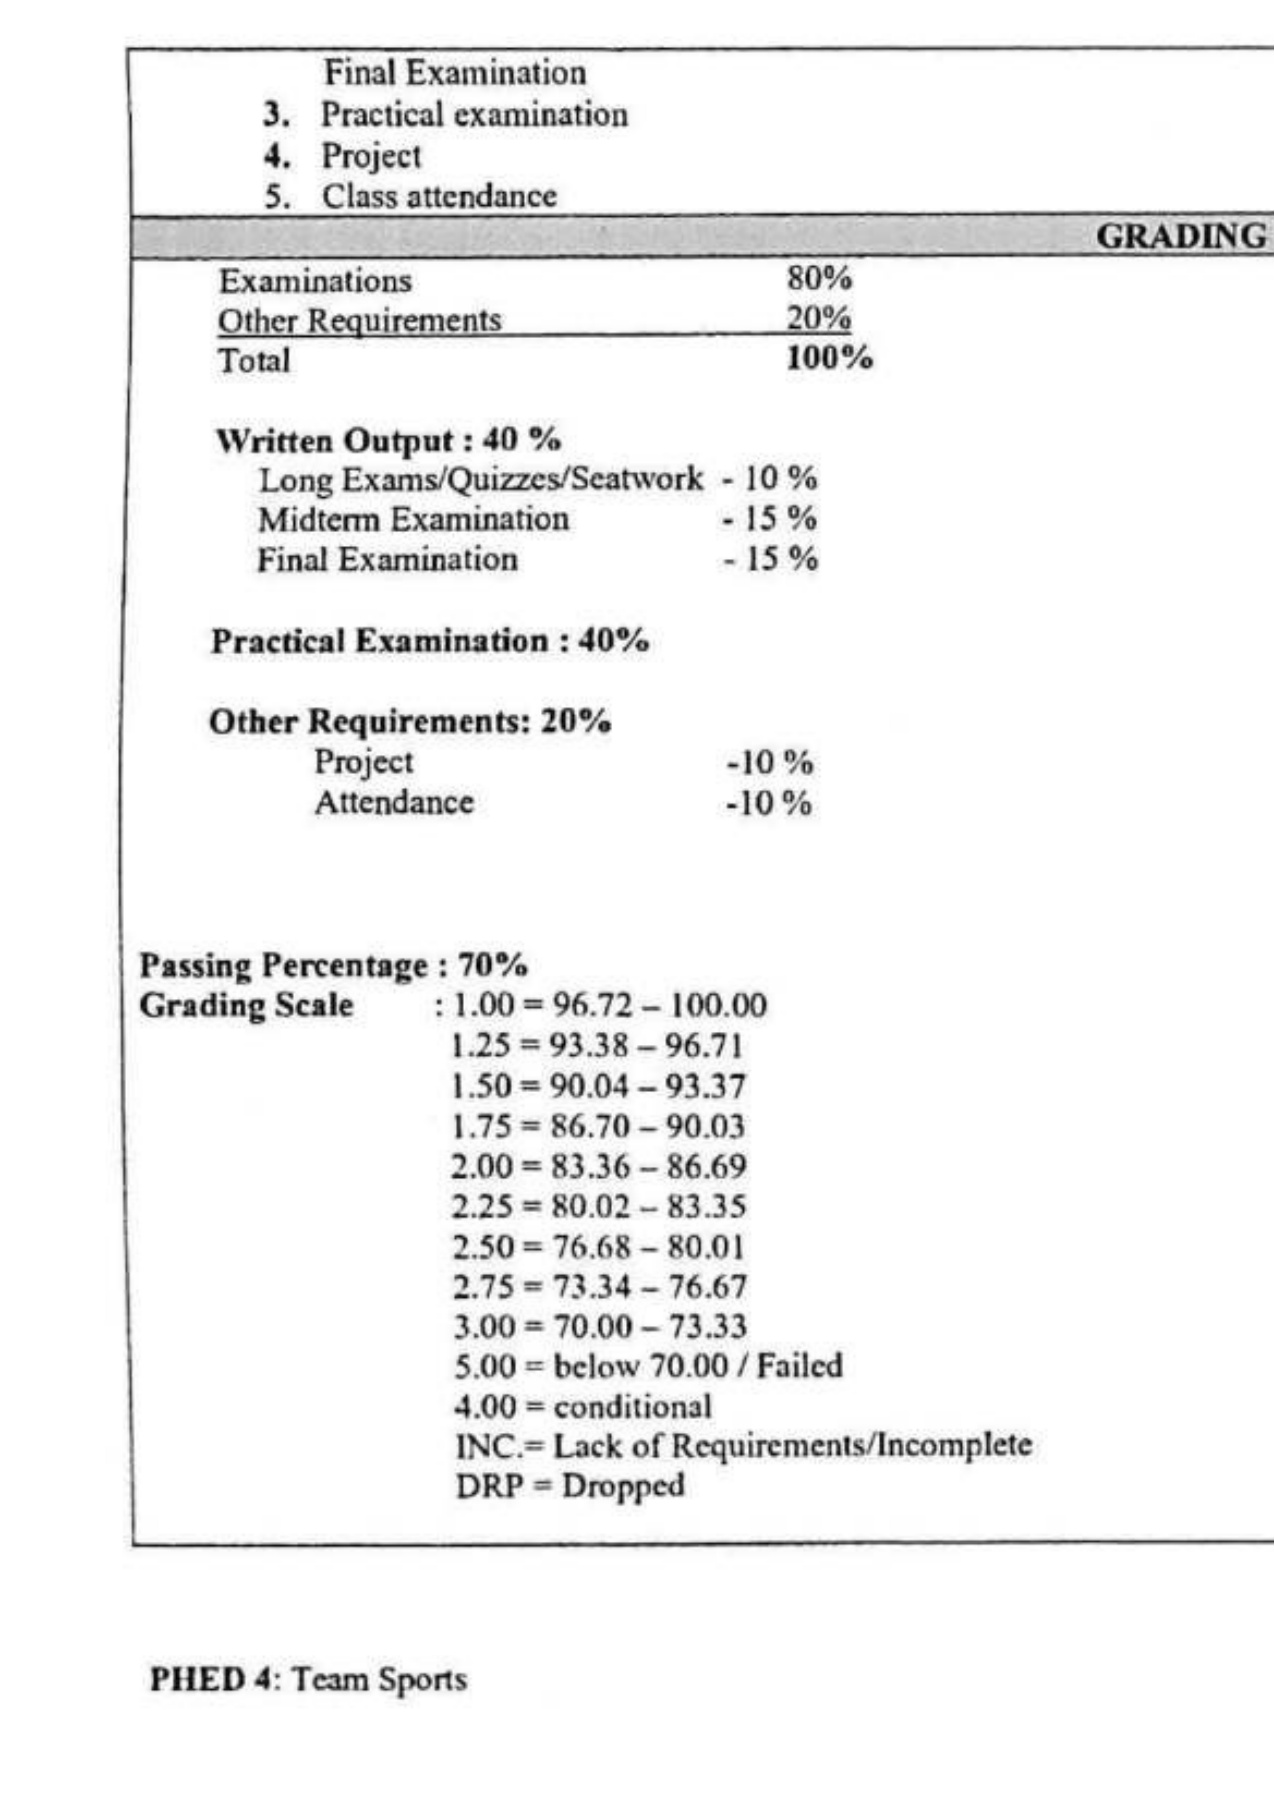 Final Examination
3. Practical examination
4. Project
5. Class attendance
GRADING
Examinations 80%
Other Requirements 20%
Total 100%
Written Output : 40 %
Long Exams/Quizzes/Seatwork - 10 %
Midterm Examination - 15 %
Final Examination - 15 %
Practical Examination : 40%
Other Requirements: 20%
Project -10 %
Attendance -10 %
Passing Percentage : 70%
Grading Scale : 1.00 = 96.72 – 100.00
1.25 = 93.38 – 96.71
1.50 = 90.04 – 93.37
1.75 = 86.70 – 90.03
2.00 = 83.36 – 86.69
2.25 = 80.02 – 83.35
2.50 = 76.68 – 80.01
2.75 = 73.34 – 76.67
3.00 = 70.00 – 73.33
5.00 = below 70.00 / Failed
4.00 = conditional
INC.= Lack of Requirements/Incomplete
DRP = Dropped
PHED 4: Team Sports